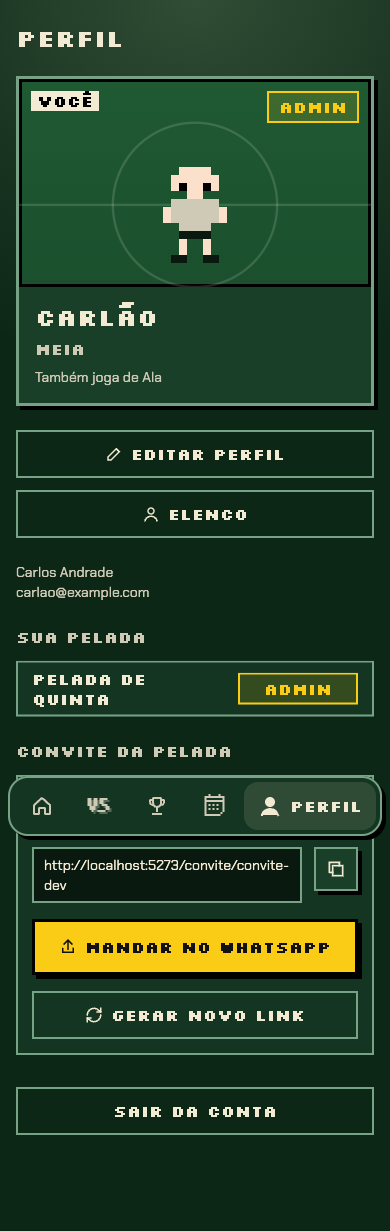 PERFIL
VOCÊ
ADMIN
CARLÃO
MEIA
Também joga de Ala
EDITAR PERFIL
ELENCO
Carlos Andrade
carlao@example.com
SUA PELADA
PELADA DE
QUINTA
ADMIN
CONVITE DA PELADA
VS
PERFIL
http://localhost:5273/convite/convite-
dev
MANDAR NO WHATSAPP
GERAR NOVO LINK
SAIR DA CONTA